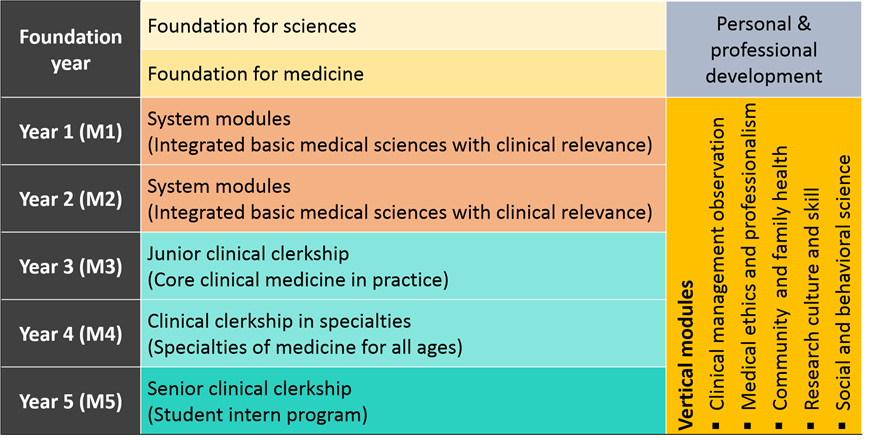 Foundation
year
Foundation for sciences
Foundation for medicine
Personal &
professional
development
Year 1 (M1)
System modules
(Integrated basic medical sciences with clinical relevance)
Year 2 (M2)
System modules
(Integrated basic medical sciences with clinical relevance)
Year 3 (M3)
Junior clinical clerkship
(Core clinical medicine in practice)
Year 4 (M4)
Clinical clerkship in specialties
(Specialties of medicine for all ages)
Year 5 (M5)
Senior clinical clerkship
(Student intern program)
Vertical modules
▪ Clinical management observation
▪ Medical ethics and professionalism
▪ Community and family health
▪ Research culture and skill
▪ Social and behavioral science